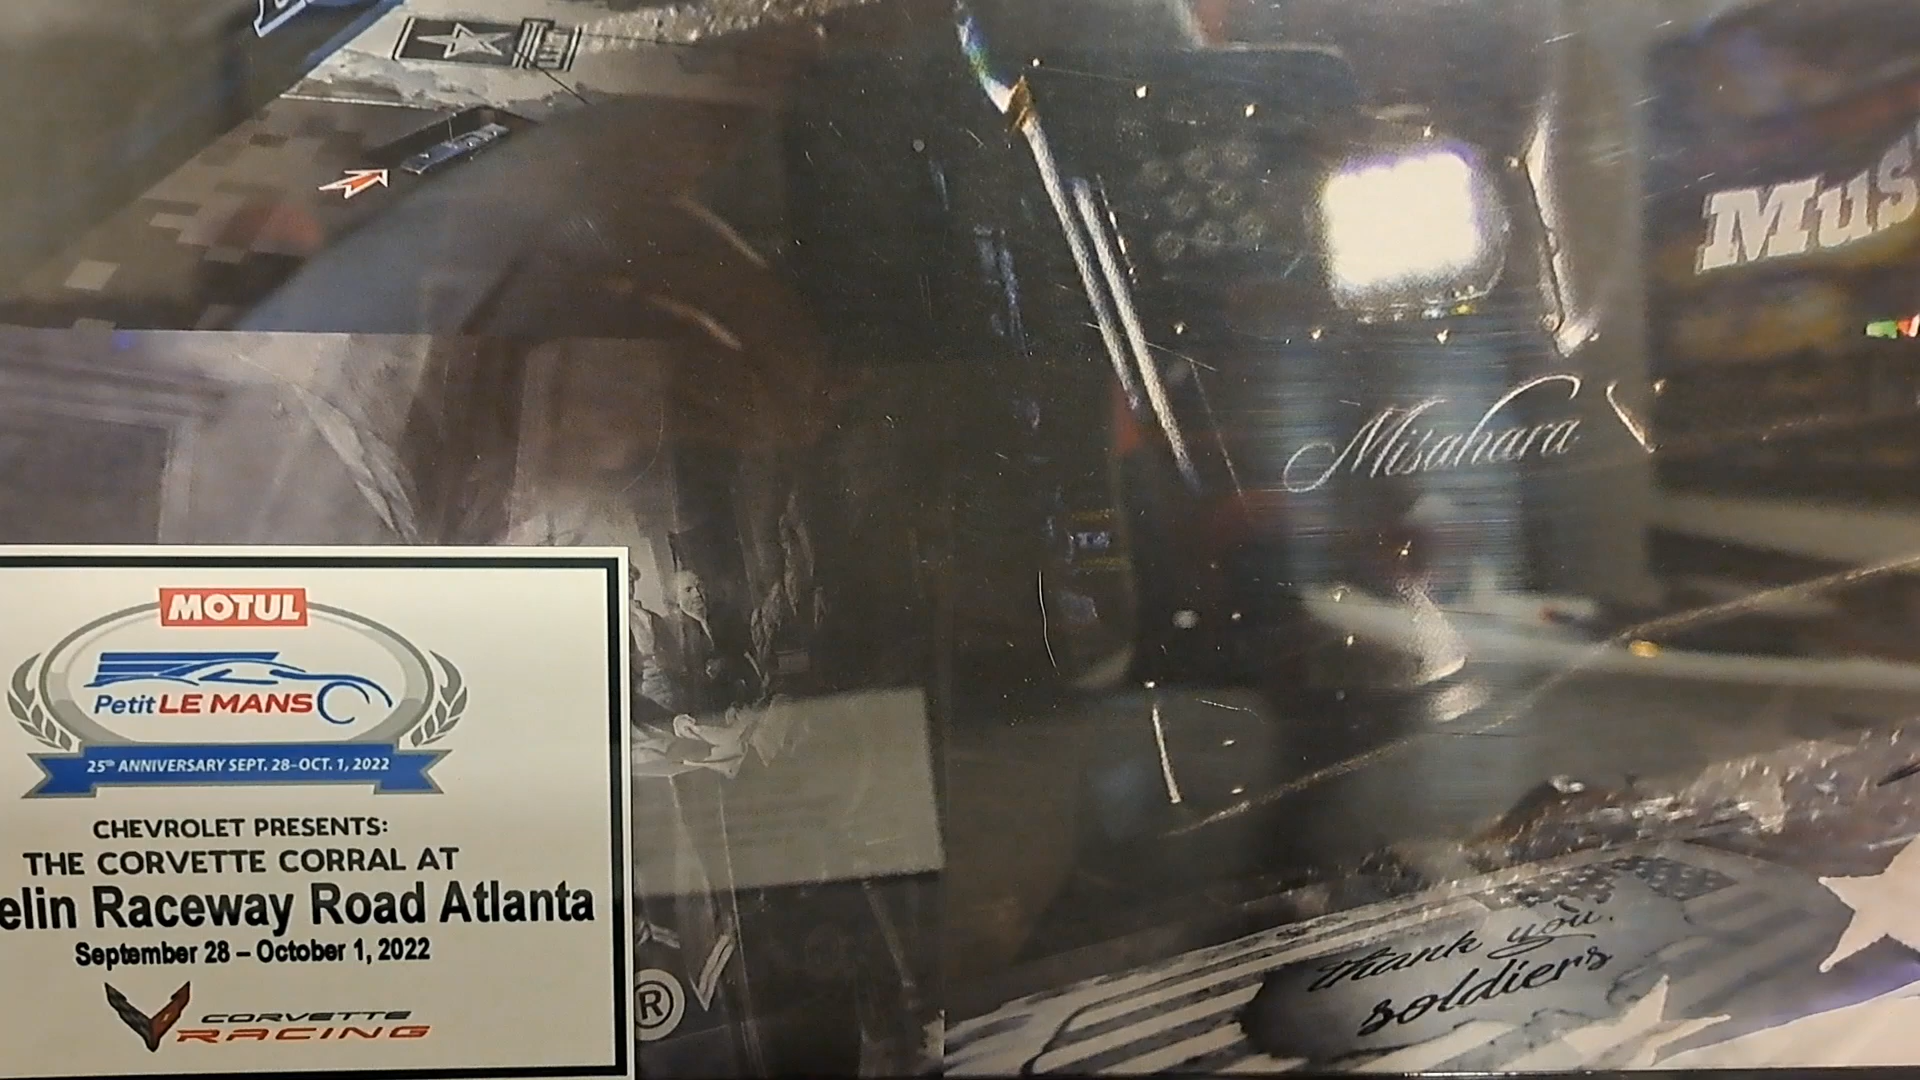 Mus
Misahara
MOTUL
Petit LE MANS
25th ANNIVERSARY SEPT. 28–OCT. 1, 2022
CHEVROLET PRESENTS:
THE CORVETTE CORRAL AT
elin Raceway Road Atlanta
September 28 – October 1, 2022
CORVETTE
RACING
®
thank you.
soldiers